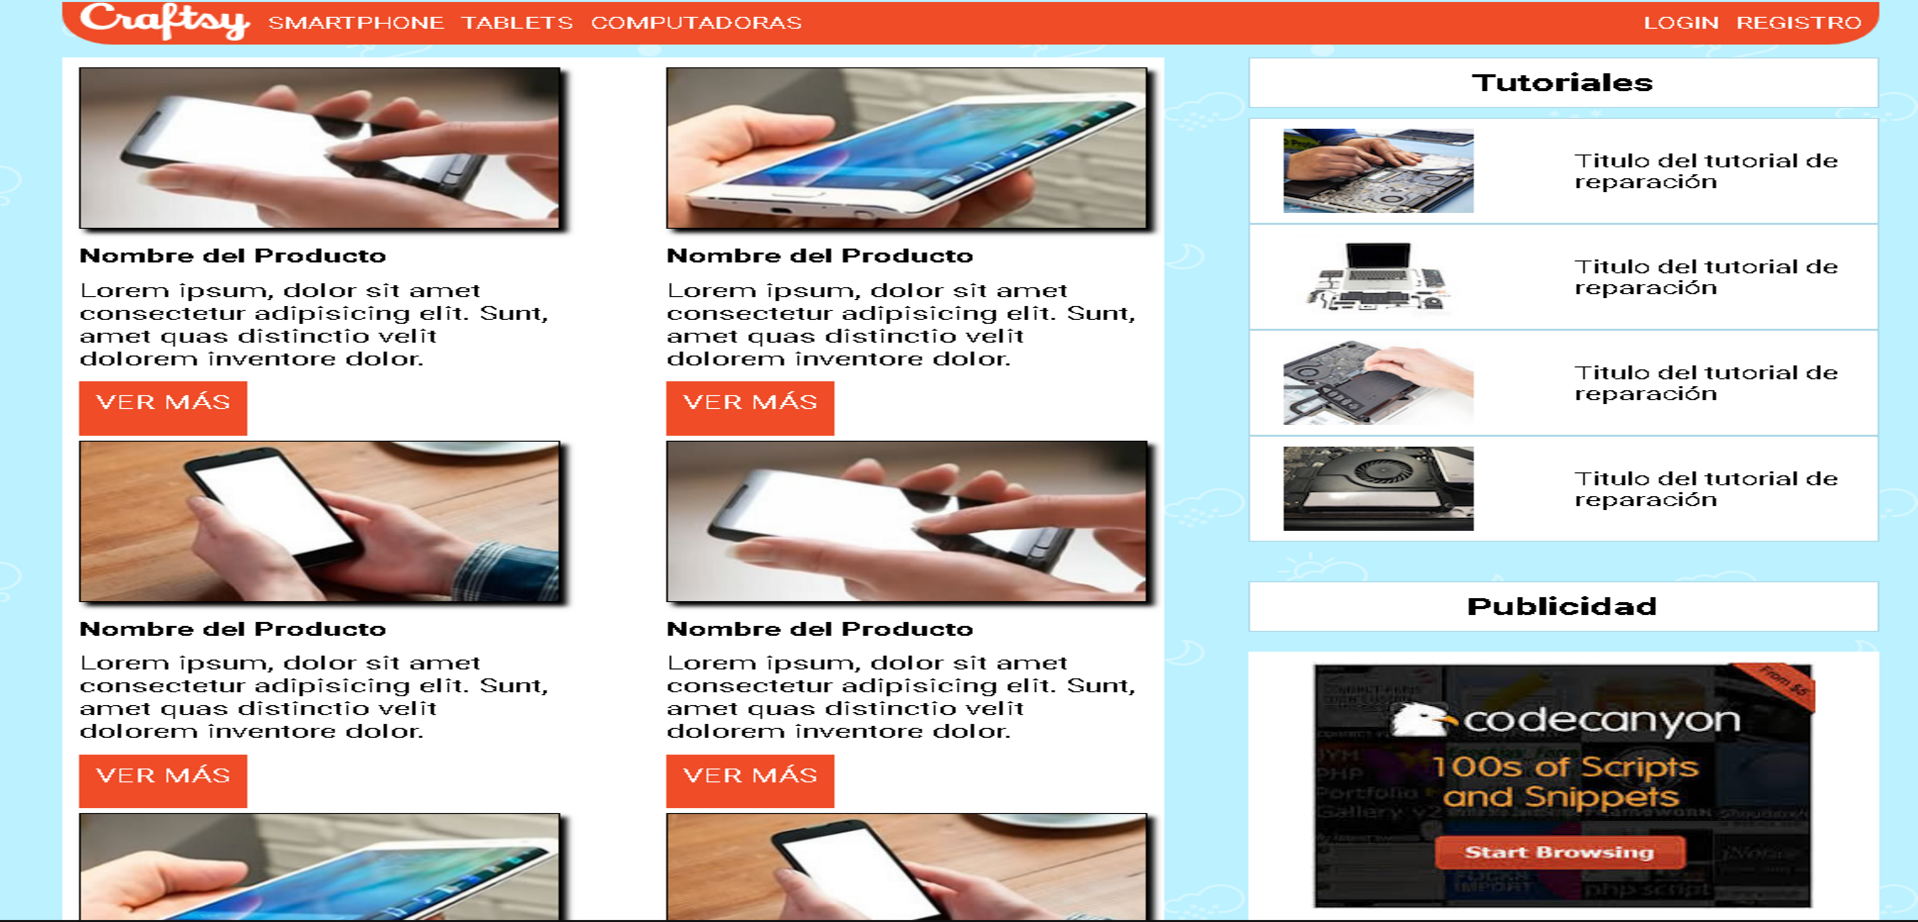 Craftsy SMARTPHONE TABLETS COMPUTADORAS LOGIN REGISTRO
Nombre del Producto
Lorem ipsum, dolor sit amet
consectetur adipisicing elit. Sunt,
amet quas distinctio velit
dolorem inventore dolor.
VER MÁS
Nombre del Producto
Lorem ipsum, dolor sit amet
consectetur adipisicing elit. Sunt,
amet quas distinctio velit
dolorem inventore dolor.
VER MÁS
Nombre del Producto
Lorem ipsum, dolor sit amet
consectetur adipisicing elit. Sunt,
amet quas distinctio velit
dolorem inventore dolor.
VER MÁS
Nombre del Producto
Lorem ipsum, dolor sit amet
consectetur adipisicing elit. Sunt,
amet quas distinctio velit
dolorem inventore dolor.
VER MÁS
Tutoriales
Titulo del tutorial de
reparación
Titulo del tutorial de
reparación
Titulo del tutorial de
reparación
Titulo del tutorial de
reparación
Publicidad
From $5
codecanyon
100s of Scripts
and Snippets
Start Browsing
PHP
Portfolio
Gallery v2
php script